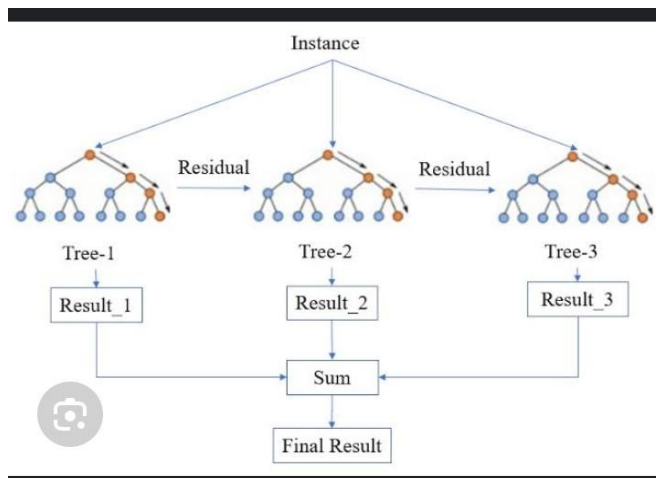 Instance
Residual
Residual
Tree-1
Tree-2
Tree-3
Result_1
Result_2
Result_3
Sum
Final Result